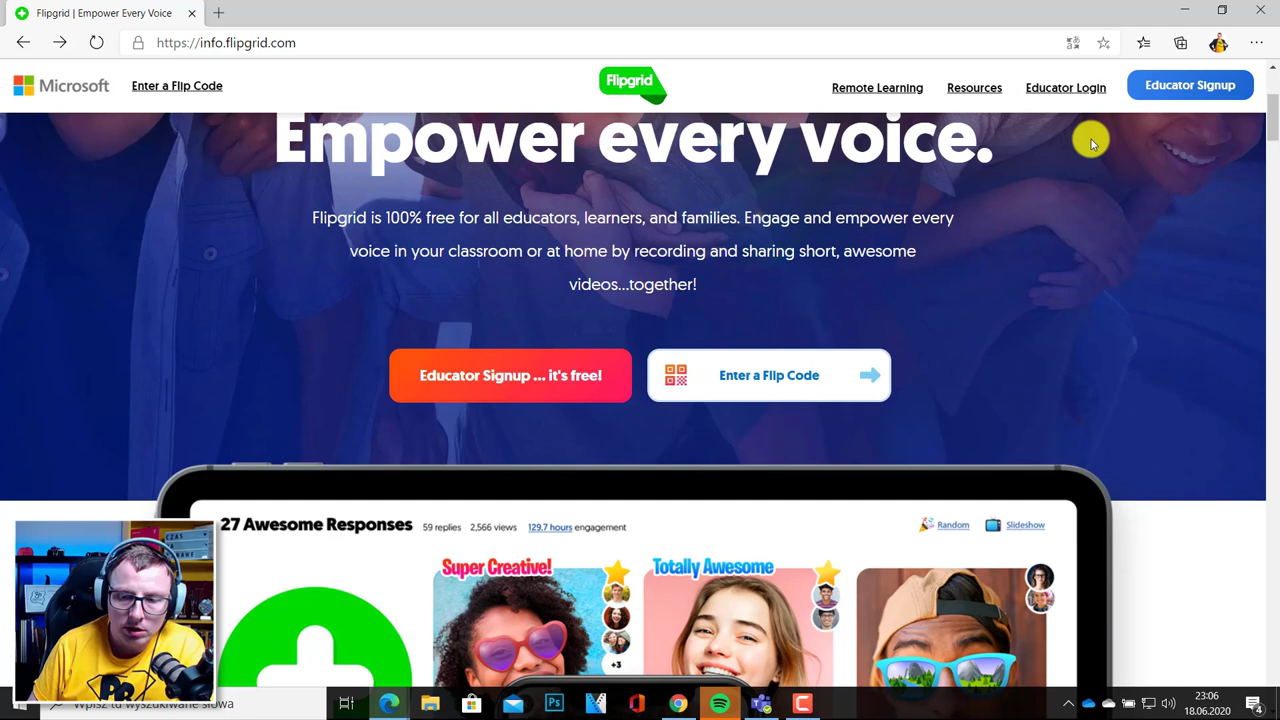 Flipgrid | Empower Every Voice
https://info.flipgrid.com
Microsoft
Enter a Flip Code
Flipgrid
Remote Learning
Resources
Educator Login
Educator Signup
Empower every voice.
Flipgrid is 100% free for all educators, learners, and families. Engage and empower every
voice in your classroom or at home by recording and sharing short, awesome
videos...together!
Educator Signup ... it's free!
Enter a Flip Code
27 Awesome Responses
59 replies
2,566 views
129.7 hours engagement
Random
Slideshow
Super Creative!
Totally Awesome
+3
CZAS
NA
Wpisz tu wyszukiwane słowa
Ps
23:06
18.06.2020
4